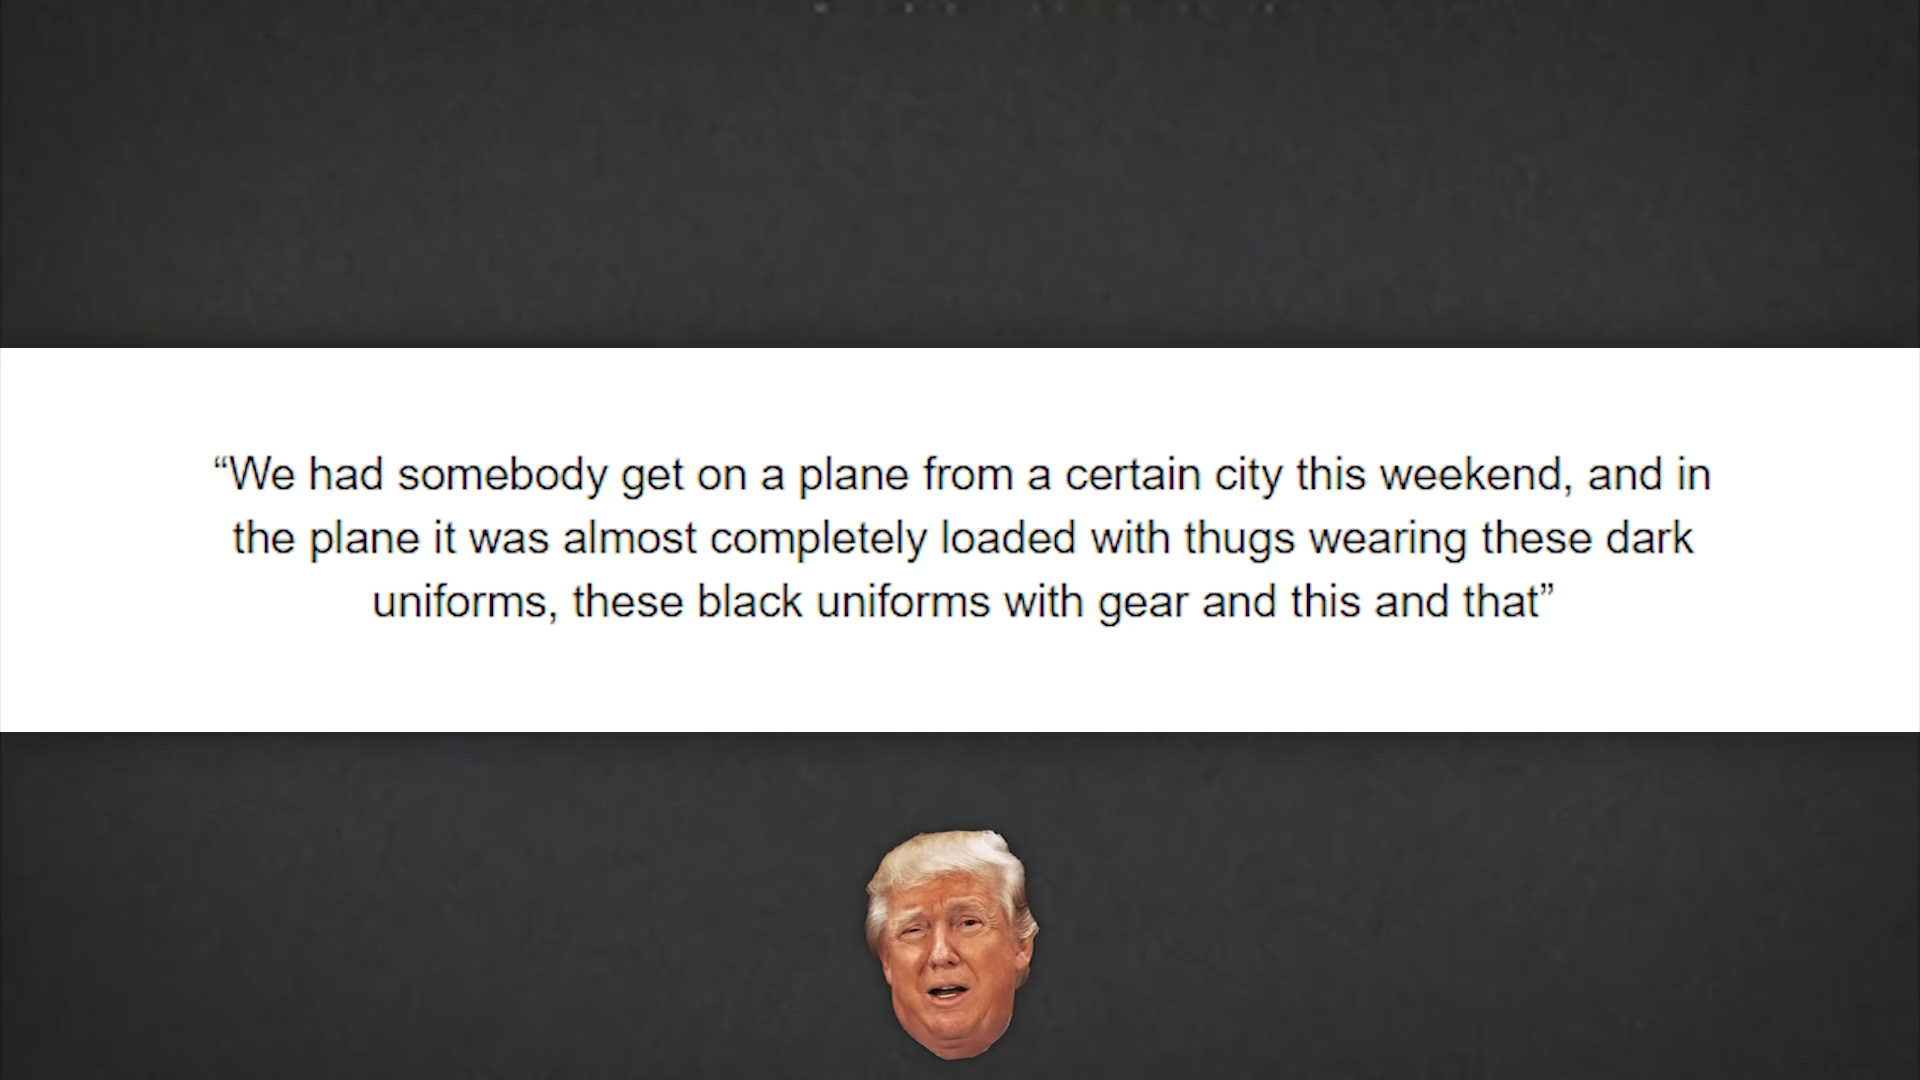 “We had somebody get on a plane from a certain city this weekend, and in
the plane it was almost completely loaded with thugs wearing these dark
uniforms, these black uniforms with gear and this and that”